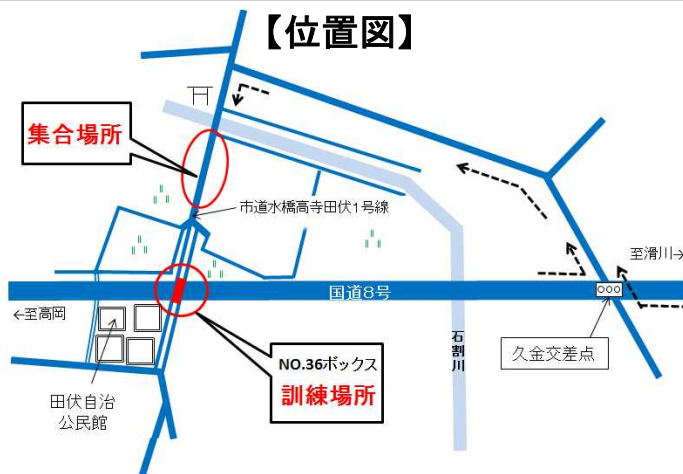 【位置図】
集合場所
市道水橋高寺田伏1号線
至滑川→
国道8号
←至高岡
石割川
久金交差点
NO.36ボックス
訓練場所
田伏自治
公民館